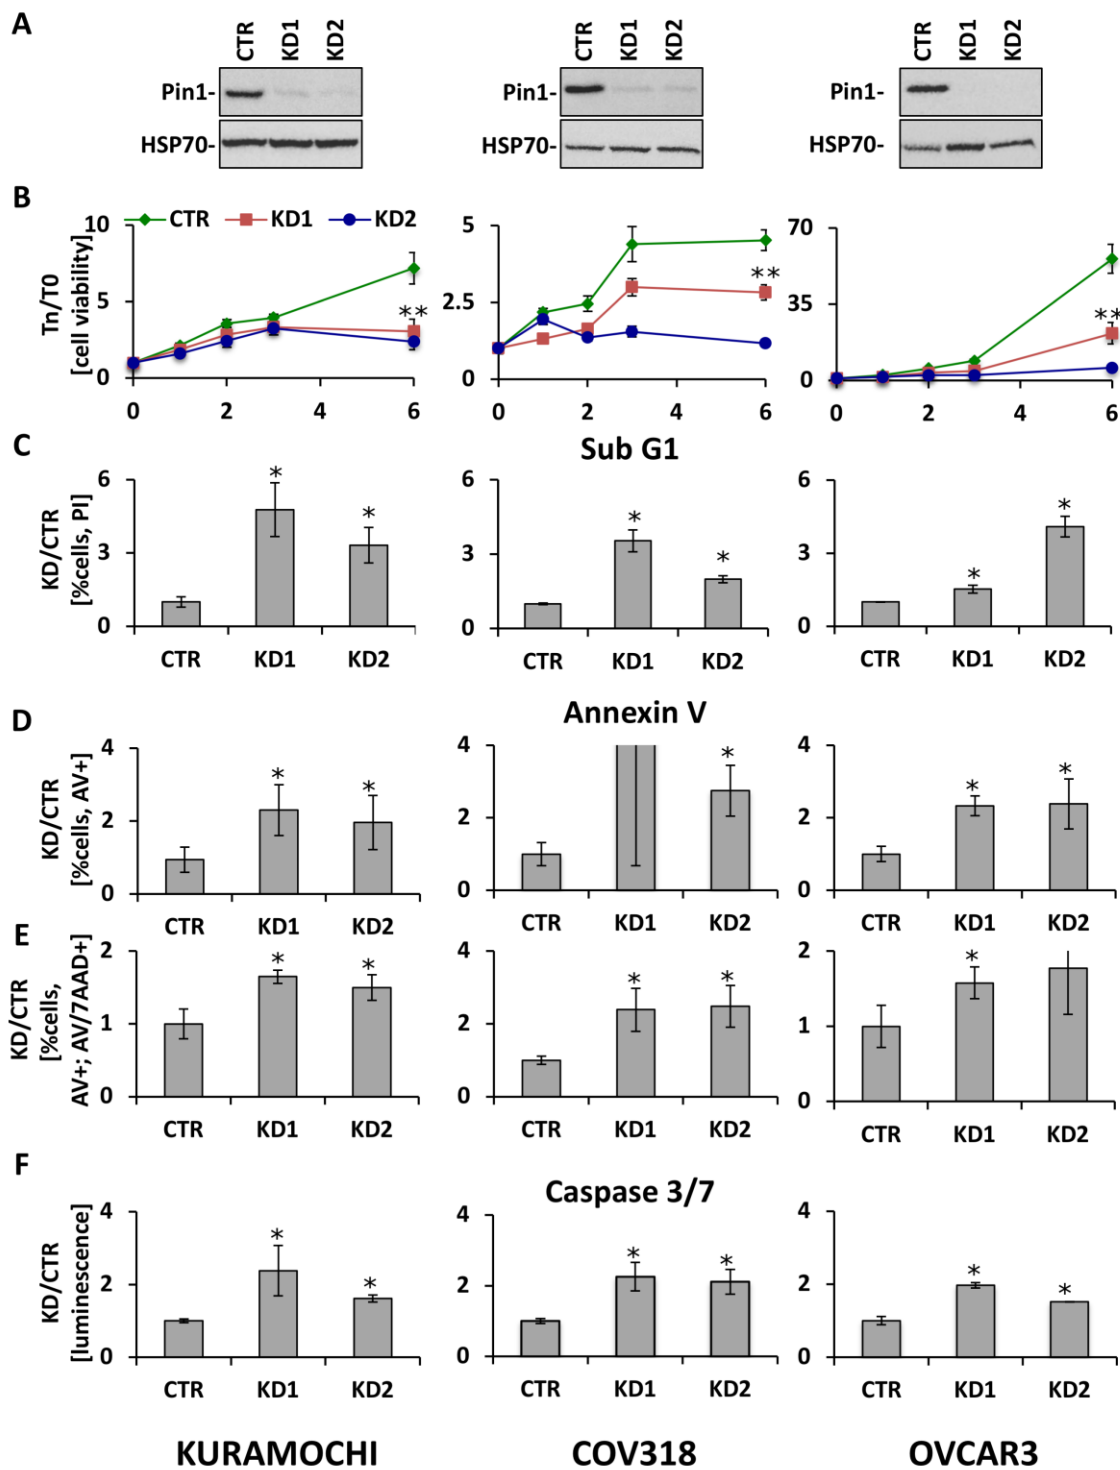 A
CTR KD1 KD2
CTR KD1 KD2
CTR KD1 KD2
Pin1-
Pin1-
Pin1-
HSP70-
HSP70-
HSP70-
B
CTR KD1 KD2
Tn/T0
[cell viability]
10
5
0
0 2 4 6
5
2.5
0
**
0 2 4 6
**
70
35
0
0 2 4 6
**
C
Sub G1
KD/CTR
[%cells, PI]
6
3
0
* *
CTR KD1 KD2
6
3
0
* *
CTR KD1 KD2
6
3
0
* *
CTR KD1 KD2
D
Annexin V
KD/CTR
[%cells, AV+]
4
2
0
* *
CTR KD1 KD2
4
2
0
*
CTR KD1 KD2
4
2
0
* *
CTR KD1 KD2
E
KD/CTR
[%cells,
AV+; AV/7AAD+]
2
1
0
* *
CTR KD1 KD2
4
2
0
* *
CTR KD1 KD2
2
1
0
*
CTR KD1 KD2
F
Caspase 3/7
KD/CTR
[luminescence]
4
2
0
* *
CTR KD1 KD2
4
2
0
* *
CTR KD1 KD2
4
2
0
* *
CTR KD1 KD2
KURAMOCHI
COV318
OVCAR3